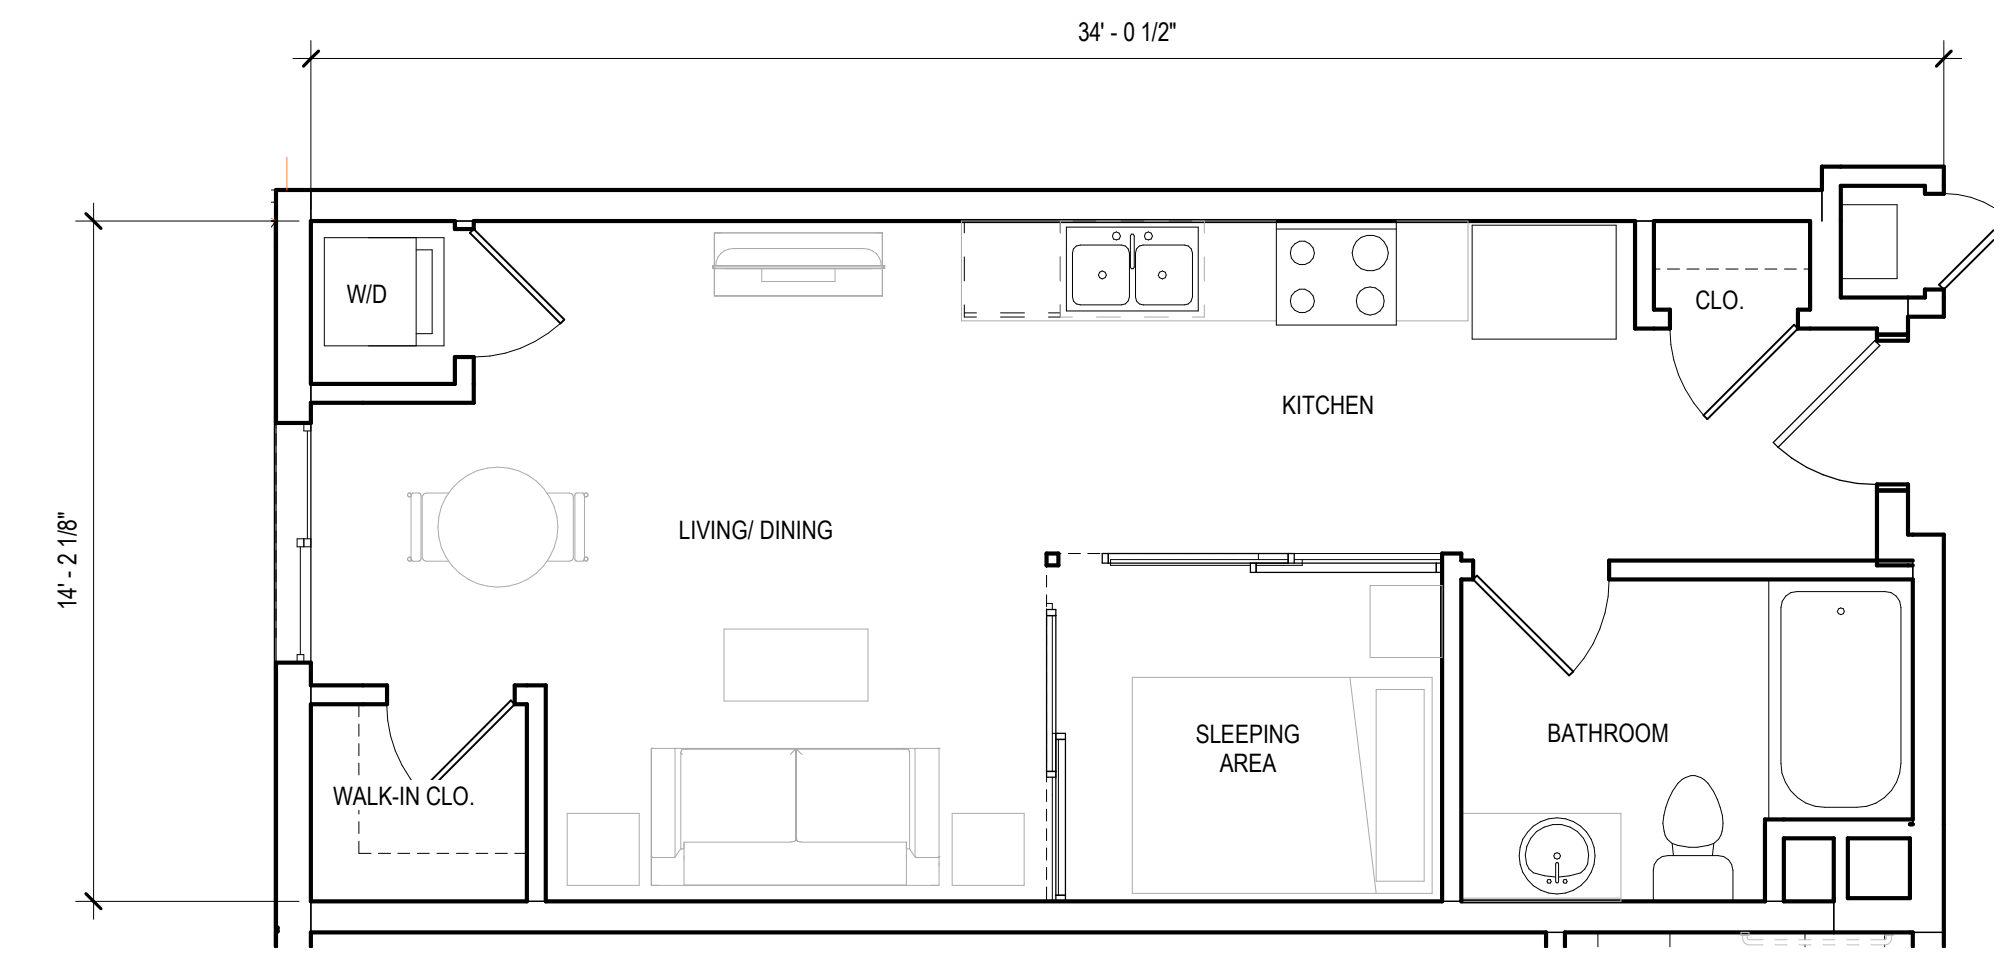 34' - 0 1/2"
14' - 2 1/8"
W/D
CLO.
KITCHEN
LIVING/ DINING
SLEEPING
AREA
BATHROOM
WALK-IN CLO.